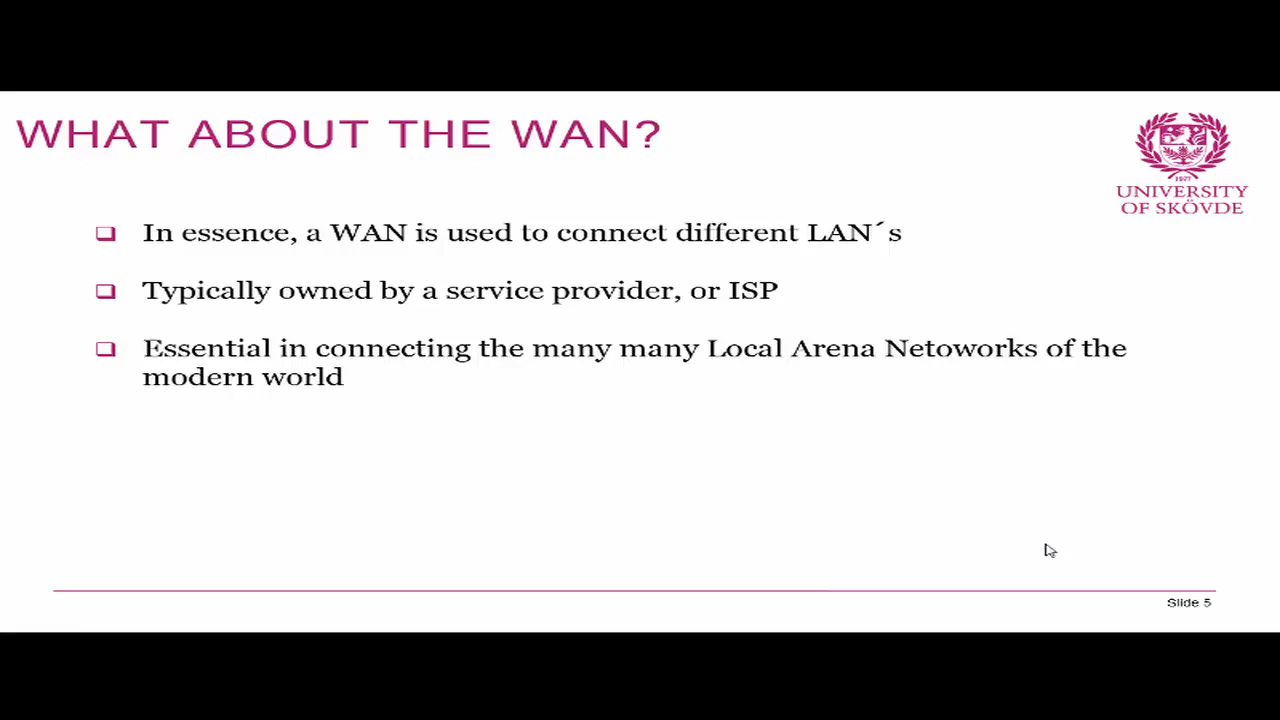 WHAT ABOUT THE WAN?
1977
UNIVERSITY
OF SKÖVDE
In essence, a WAN is used to connect different LAN´s
Typically owned by a service provider, or ISP
Essential in connecting the many many Local Arena Netoworks of the
modern world
Slide 5